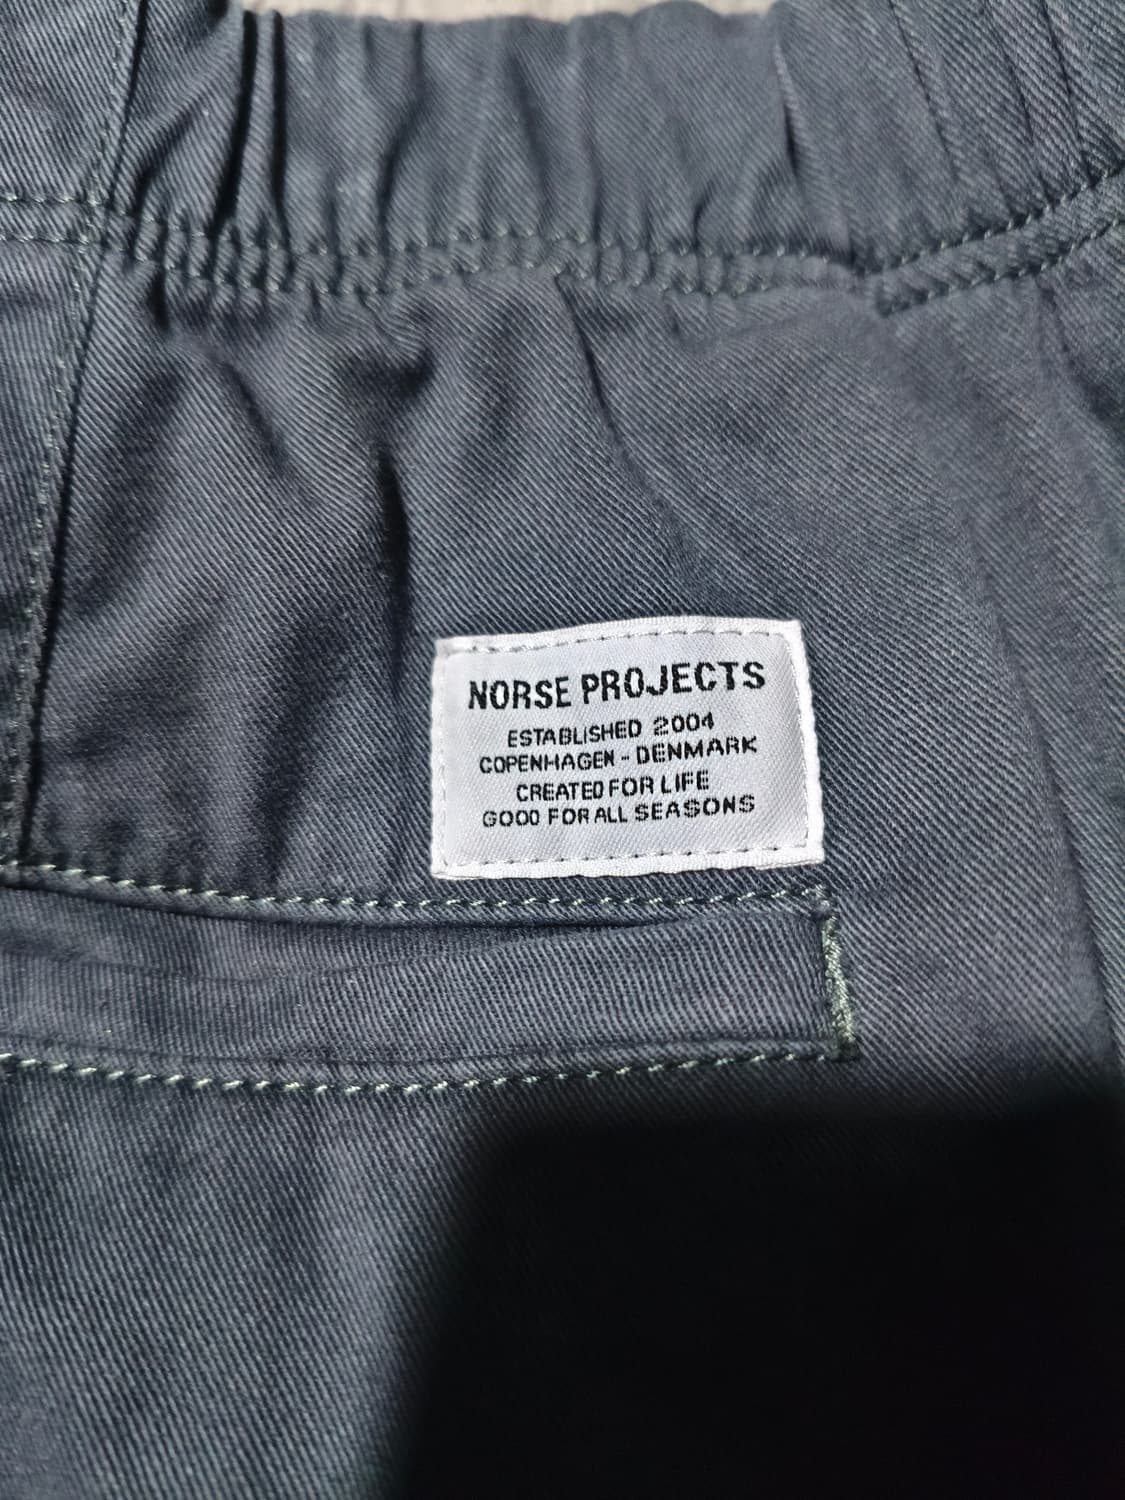 NORSE PROJECTS
ESTABLISHED 2004
COPENHAGEN - DENMARK
CREATED FOR LIFE
GOOD FOR ALL SEASONS